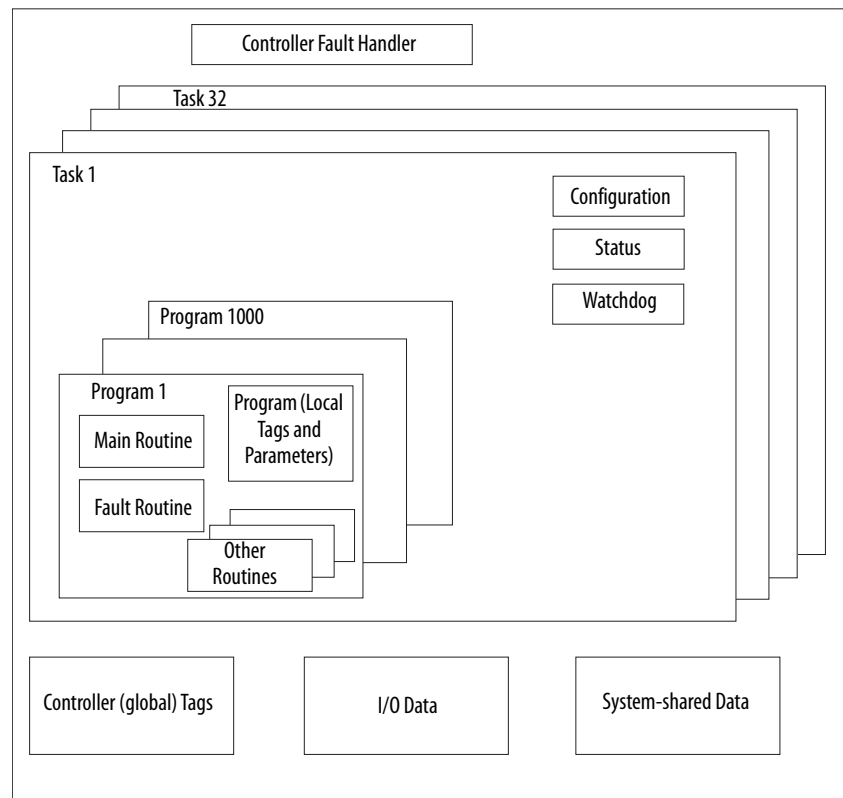 Controller Fault Handler
Task 32
Task 1
Configuration
Status
Watchdog
Program 1000
Program 1
Program (Local
Tags and
Parameters)
Main Routine
Fault Routine
Other
Routines
Controller (global) Tags
I/O Data
System-shared Data